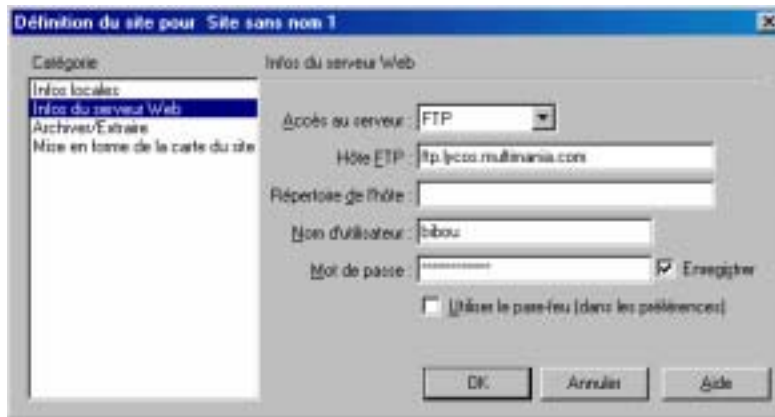 Définition du site pour Site sans nom 1
Catégorie
Infos locales
Infos du serveur Web
Archiver/Extraire
Mise en forme de la carte du site
Infos du serveur Web
Accès au serveur : FTP
Hôte FTP : ftp.lycos.multimania.com
Répertoire de l'hôte :
Nom d'utilisateur : bibou
Mot de passe : *************
Enregistrer
Utiliser le pare-feu (dans les préférences)
OK
Annuler
Aide